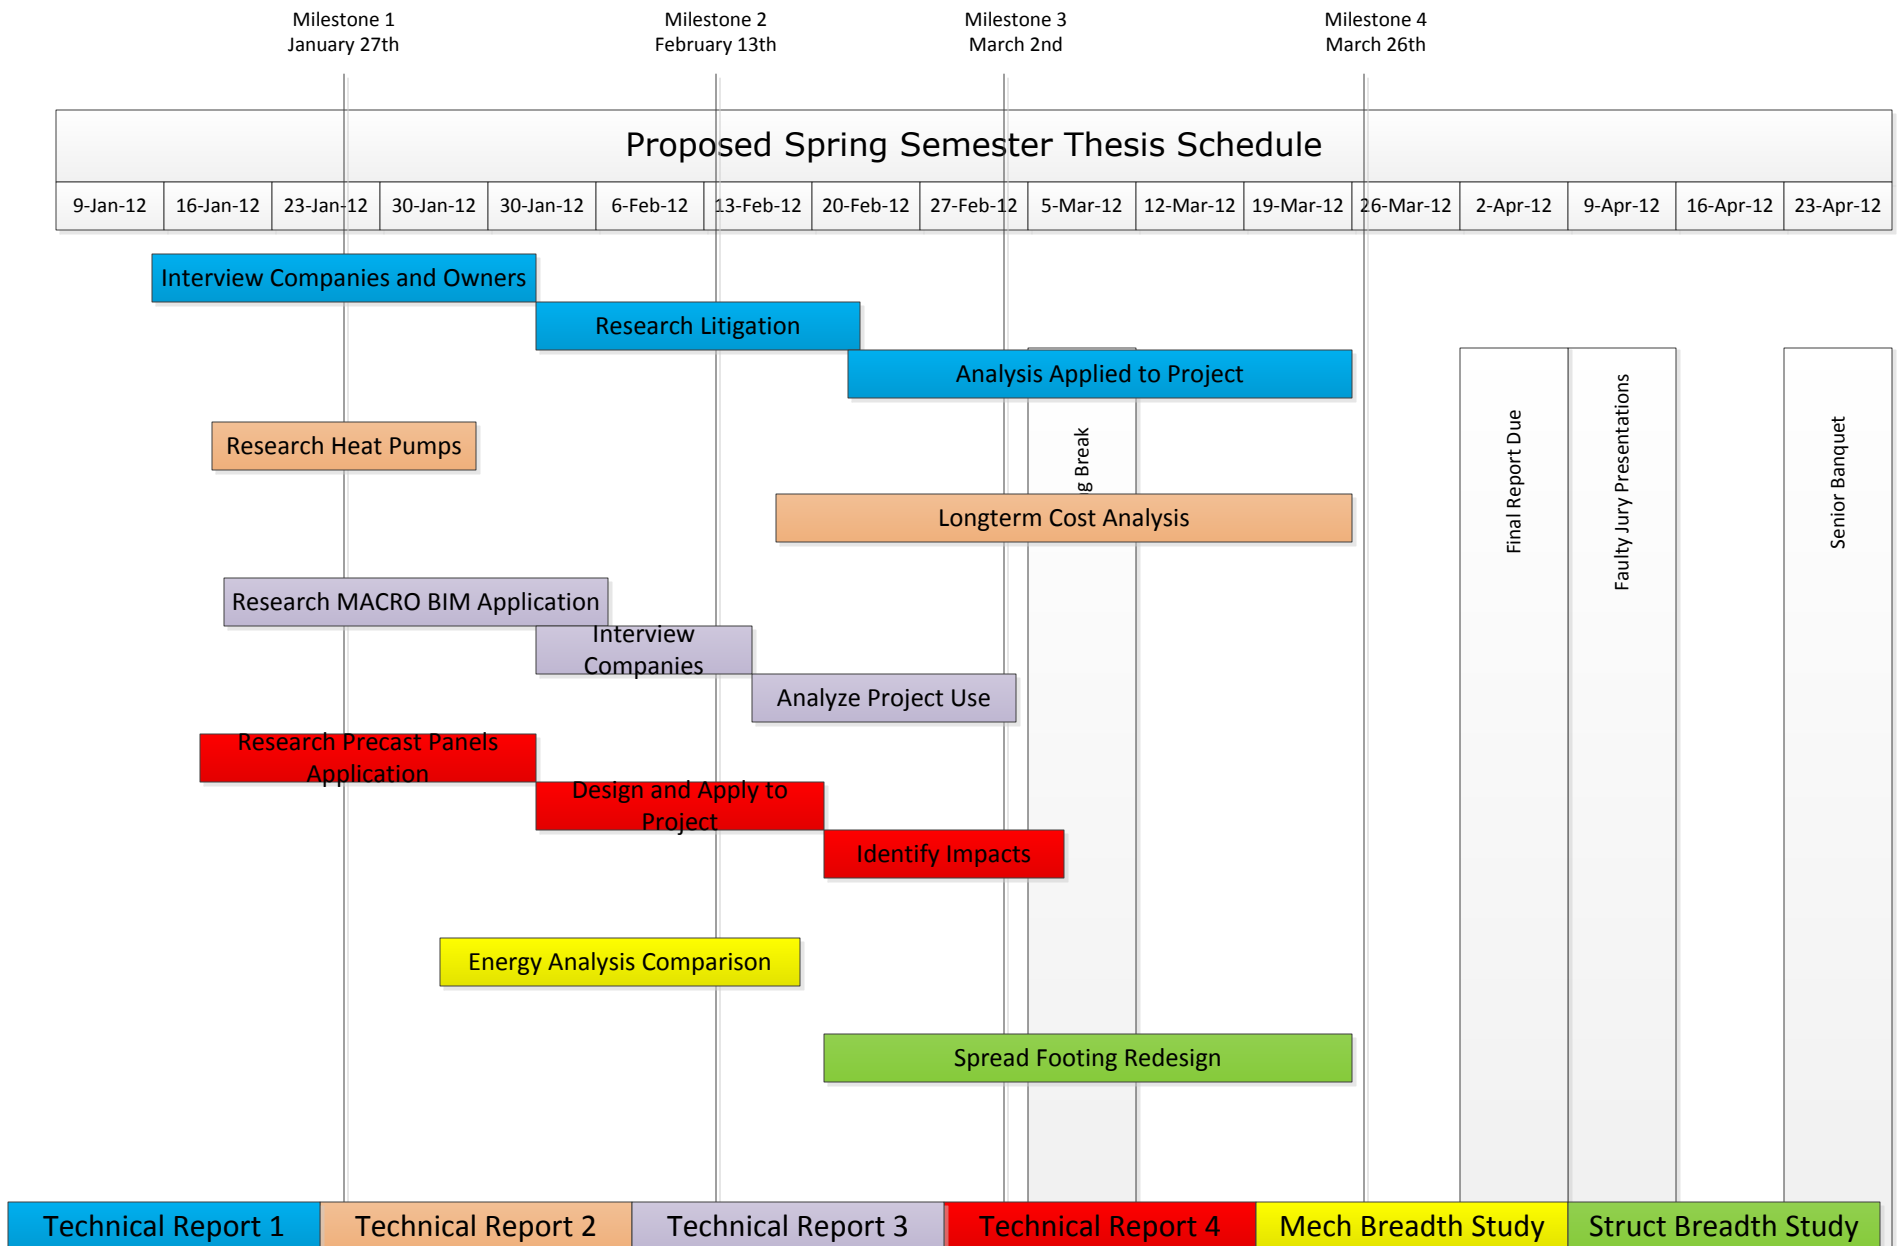 Milestone 1
January 27th
Milestone 2
February 13th
Milestone 3
March 2nd
Milestone 4
March 26th
Proposed Spring Semester Thesis Schedule
9-Jan-12
16-Jan-12
23-Jan-12
30-Jan-12
30-Jan-12
6-Feb-12
13-Feb-12
20-Feb-12
27-Feb-12
5-Mar-12
12-Mar-12
19-Mar-12
26-Mar-12
2-Apr-12
9-Apr-12
16-Apr-12
23-Apr-12
Interview Companies and Owners
Research Litigation
Analysis Applied to Project
Research Heat Pumps
g Break
Final Report Due
Faulty Jury Presentations
Senior Banquet
Longterm Cost Analysis
Research MACRO BIM Application
Interview
Companies
Analyze Project Use
Research Precast Panels
Application
Design and Apply to
Project
Identify Impacts
Energy Analysis Comparison
Spread Footing Redesign
Technical Report 1
Technical Report 2
Technical Report 3
Technical Report 4
Mech Breadth Study
Struct Breadth Study